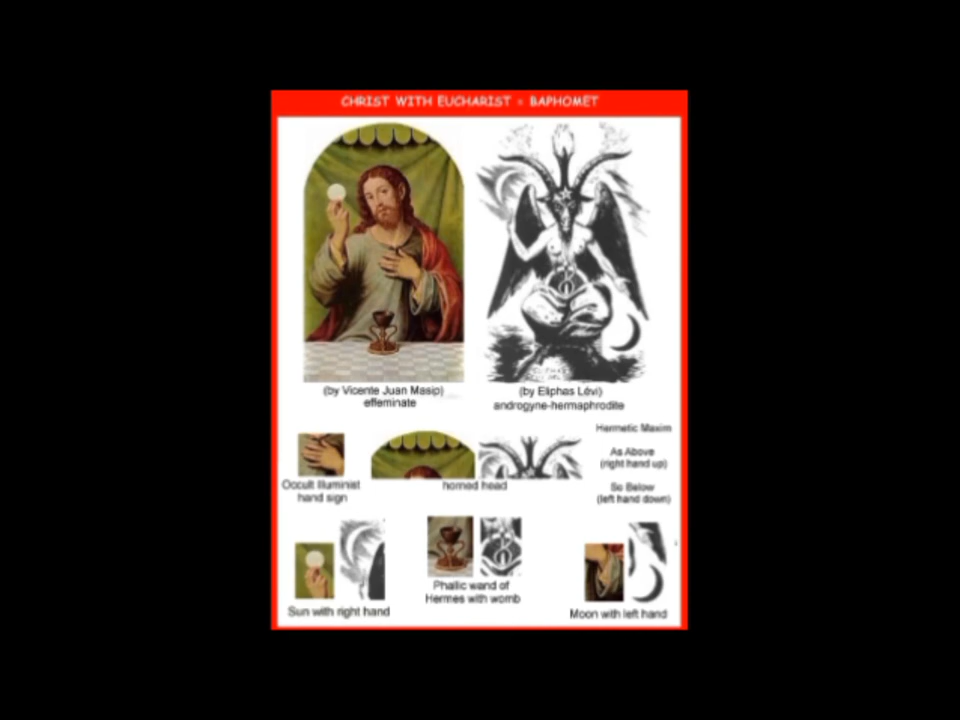 CHRIST WITH EUCHARIST = BAPHOMET
(by Vicente Juan Masip)
effeminate
(by Eliphas Lévi)
androgyne-hermaphrodite
Hermetic Maxim
As Above
(right hand up)
So Below
(left hand down)
Occult Illuminist
hand sign
horned head
Sun with right hand
Phallic wand of
Hermes with womb
Moon with left hand